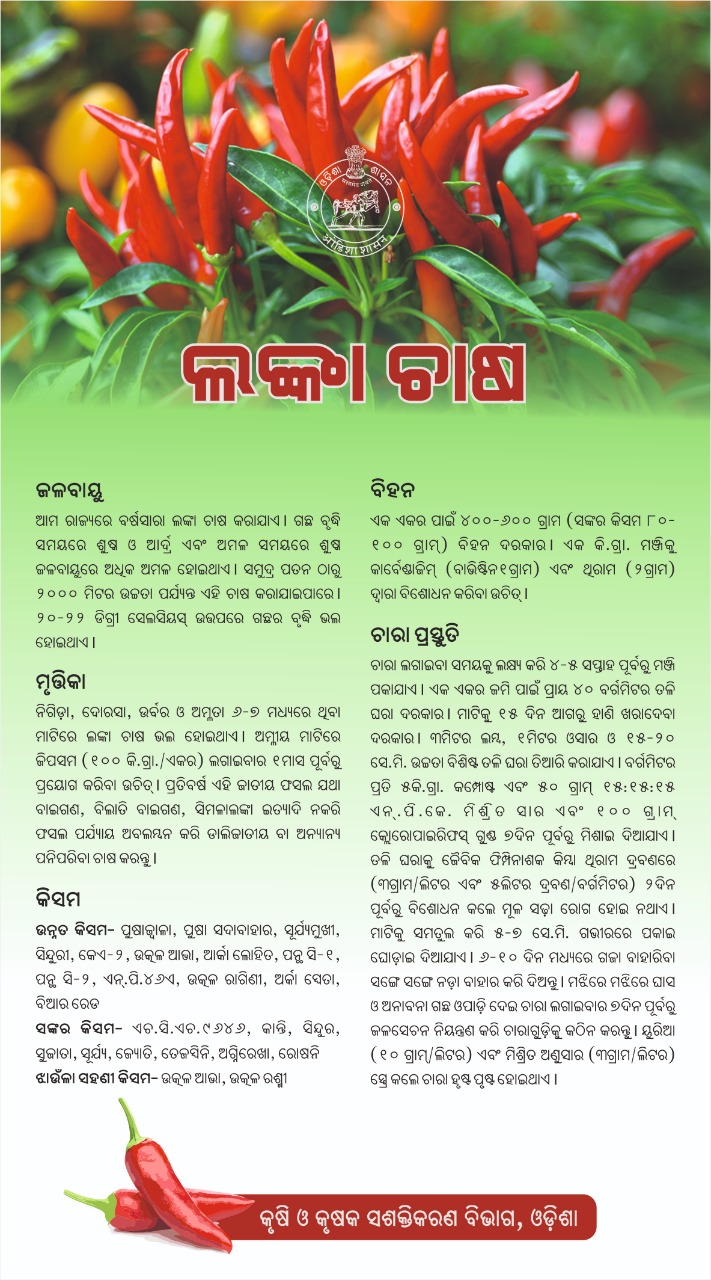 ଓଡ଼ିଶା ଶାସନ
ଲଙ୍କା ଚାଷ
ଜଳବାୟୁ
ଆମ ରାଜ୍ୟରେ ବର୍ଷସାରା ଲଙ୍କା ଚାଷ କରାଯାଏ। ଗଛ ବୃଦ୍ଧି
ସମୟରେ ଶୁଷ୍କ ଓ ଆର୍ଦ୍ର ଏବଂ ଅମଳ ସମୟରେ ଶୁଷ୍କ
ଜଳବାୟୁରେ ଅଧିକ ଅମଳ ହୋଇଥାଏ। ସମୁଦ୍ର ପତନ ଠାରୁ
୨୦୦୦ ମିଟର ଉଚ୍ଚତା ପର୍ଯ୍ୟନ୍ତ ଏହି ଚାଷ କରାଯାଇପାରେ।
୨୦-୨୨ ଡିଗ୍ରୀ ସେଲସିୟସ୍ ଉତ୍ତାପରେ ଗଛର ବୃଦ୍ଧି ଭଲ
ହୋଇଥାଏ।
ମୃତ୍ତିକା
ନିଗିଡ଼ା, ଦୋରସା, ଉର୍ବର ଓ ଅମ୍ଳତା ୬-୭ ମଧ୍ୟରେ ଥିବା
ମାଟିରେ ଲଙ୍କା ଚାଷ ଭଲ ହୋଇଥାଏ। ଅମ୍ଳୀୟ ମାଟିରେ
ଜିପସମ (୧୦୦ କି.ଗ୍ରା./ଏକର) ଲଗାଇବାର ୧ମାସ ପୂର୍ବରୁ
ପ୍ରୟୋଗ କରିବା ଉଚିତ୍। ପ୍ରତିବର୍ଷ ଏହି ଜାତୀୟ ଫସଲ ଯଥା
ବାଇଗଣ, ବିଲାତି ବାଇଗଣ, ସିମଳାଲଙ୍କା ଇତ୍ୟାଦି ନକରି
ଫସଲ ପର୍ଯ୍ୟାୟ ଅବଲମ୍ବନ କରି ଡାଲିଜାତୀୟ ବା ଅନ୍ୟାନ୍ୟ
ପନିପରିବା ଚାଷ କରନ୍ତୁ।
କିସମ
ଉନ୍ନତ କିସମ- ପୁଷାଜ୍ୱାଳା, ପୁଷା ସଦାବାହାର, ସୂର୍ଯ୍ୟମୁଖୀ,
ସିନ୍ଦୁରୀ, କେଏ-୨, ଉତ୍କଳ ଆଭା, ଆର୍କା ଲୋହିତ, ପନ୍ଥ ସି-୧,
ପନ୍ଥ ସି-୨, ଏନ୍.ପି.୪୬ଏ, ଉତ୍କଳ ରାଗିଣୀ, ଅର୍କା ସେତା,
ବିଆର ରେଡ
ସଙ୍କର କିସମ- ଏଚ.ସି.ଏଚ.୯୬୪୬, କାନ୍ତି, ସିନ୍ଦୁର,
ସୁଜାତା, ସୂର୍ଯ୍ୟ, ଜ୍ୟୋତି, ତେଜସିନି, ଅଗ୍ନିରେଖା, ରୋଷନି
ଝାଉଁଳା ସହଣୀ କିସମ- ଉତ୍କଳ ଆଭା, ଉତ୍କଳ ରଶ୍ମୀ
ବିହନ
ଏକ ଏକର ପାଇଁ ୪୦୦-୬୦୦ ଗ୍ରାମ (ସଙ୍କର କିସମ ୮୦-
୧୦୦ ଗ୍ରାମ୍) ବିହନ ଦରକାର। ଏକ କି.ଗ୍ରା. ମଞ୍ଜିକୁ
କାର୍ବେଣ୍ଡାଜିମ୍ (ବାଭିଷ୍ଟିନ୧ଗ୍ରାମ) ଏବଂ ଥିରାମ (୨ଗ୍ରାମ)
ଦ୍ୱାରା ବିଶୋଧନ କରିବା ଉଚିତ୍।
ଚାରା ପ୍ରସ୍ତୁତି
ଚାରା ଲଗାଇବା ସମୟକୁ ଲକ୍ଷ୍ୟ କରି ୪-୫ ସପ୍ତାହ ପୂର୍ବରୁ ମଞ୍ଜି
ପକାଯାଏ। ଏକ ଏକର ଜମି ପାଇଁ ପ୍ରାୟ ୪୦ ବର୍ଗମିଟର ତଳି
ଘରା ଦରକାର। ମାଟିକୁ ୧୫ ଦିନ ଆଗରୁ ହାଣି ଖରାଦେବା
ଦରକାର। ୩ମିଟର ଲମ୍ବ, ୧ମିଟର ଓସାର ଓ ୧୫-୨୦
ସେ.ମି. ଉଚ୍ଚତା ବିଶିଷ୍ଟ ତଳି ଘରା ତିଆରି କରାଯାଏ। ବର୍ଗମିଟର
ପ୍ରତି ୫କି.ଗ୍ରା. କମ୍ପୋଷ୍ଟ ଏବଂ ୫୦ ଗ୍ରାମ୍ ୧୫:୧୫:୧୫
ଏନ୍.ପି.କେ. ମିଶ୍ରିତ ସାର ଏବଂ ୧୦୦ ଗ୍ରାମ୍
କ୍ଲୋରୋପାଇରିଫସ୍ ଗୁଣ୍ଡ ୭ଦିନ ପୂର୍ବରୁ ମିଶାଇ ଦିଆଯାଏ।
ତଳି ଘରାକୁ ଜୈବିକ ଫିମ୍ପିନାଶକ କିମ୍ବା ଥିରାମ ଦ୍ରବଣରେ
(୩ଗ୍ରାମ/ଲିଟର ଏବଂ ୫ଲିଟର ଦ୍ରବଣ/ବର୍ଗମିଟର) ୨ଦିନ
ପୂର୍ବରୁ ବିଶୋଧନ କଲେ ମୂଳ ସଢ଼ା ରୋଗ ହୋଇ ନଥାଏ।
ମାଟିକୁ ସମତୁଲ କରି ୫-୭ ସେ.ମି. ଗଭୀରରେ ପକାଇ
ଘୋଡ଼ାଇ ଦିଆଯାଏ। ୬-୧୦ ଦିନ ମଧ୍ୟରେ ଗଜା ବାହାରିବା
ସଙ୍ଗେ ସଙ୍ଗେ ନଡ଼ା ବାହାର କରି ଦିଅନ୍ତୁ। ମଝିରେ ମଝିରେ ଘାସ
ଓ ଅନାବନା ଗଛ ଓପାଡ଼ି ଦେଇ ଚାରା ଲଗାଇବାର ୭ଦିନ ପୂର୍ବରୁ
ଜଳସେଚନ ନିୟନ୍ତ୍ରଣ କରି ଚାରାଗୁଡ଼ିକୁ କଠିନ କରନ୍ତୁ। ୟୁରିଆ
(୧୦ ଗ୍ରାମ୍/ଲିଟର) ଏବଂ ମିଶ୍ରିତ ଅଣୁସାର (୩ଗ୍ରାମ/ଲିଟର)
ସ୍ପ୍ରେ କଲେ ଚାରା ହୃଷ୍ଟ ପୃଷ୍ଟ ହୋଇଥାଏ।
କୃଷି ଓ କୃଷକ ସଶକ୍ତିକରଣ ବିଭାଗ, ଓଡ଼ିଶା